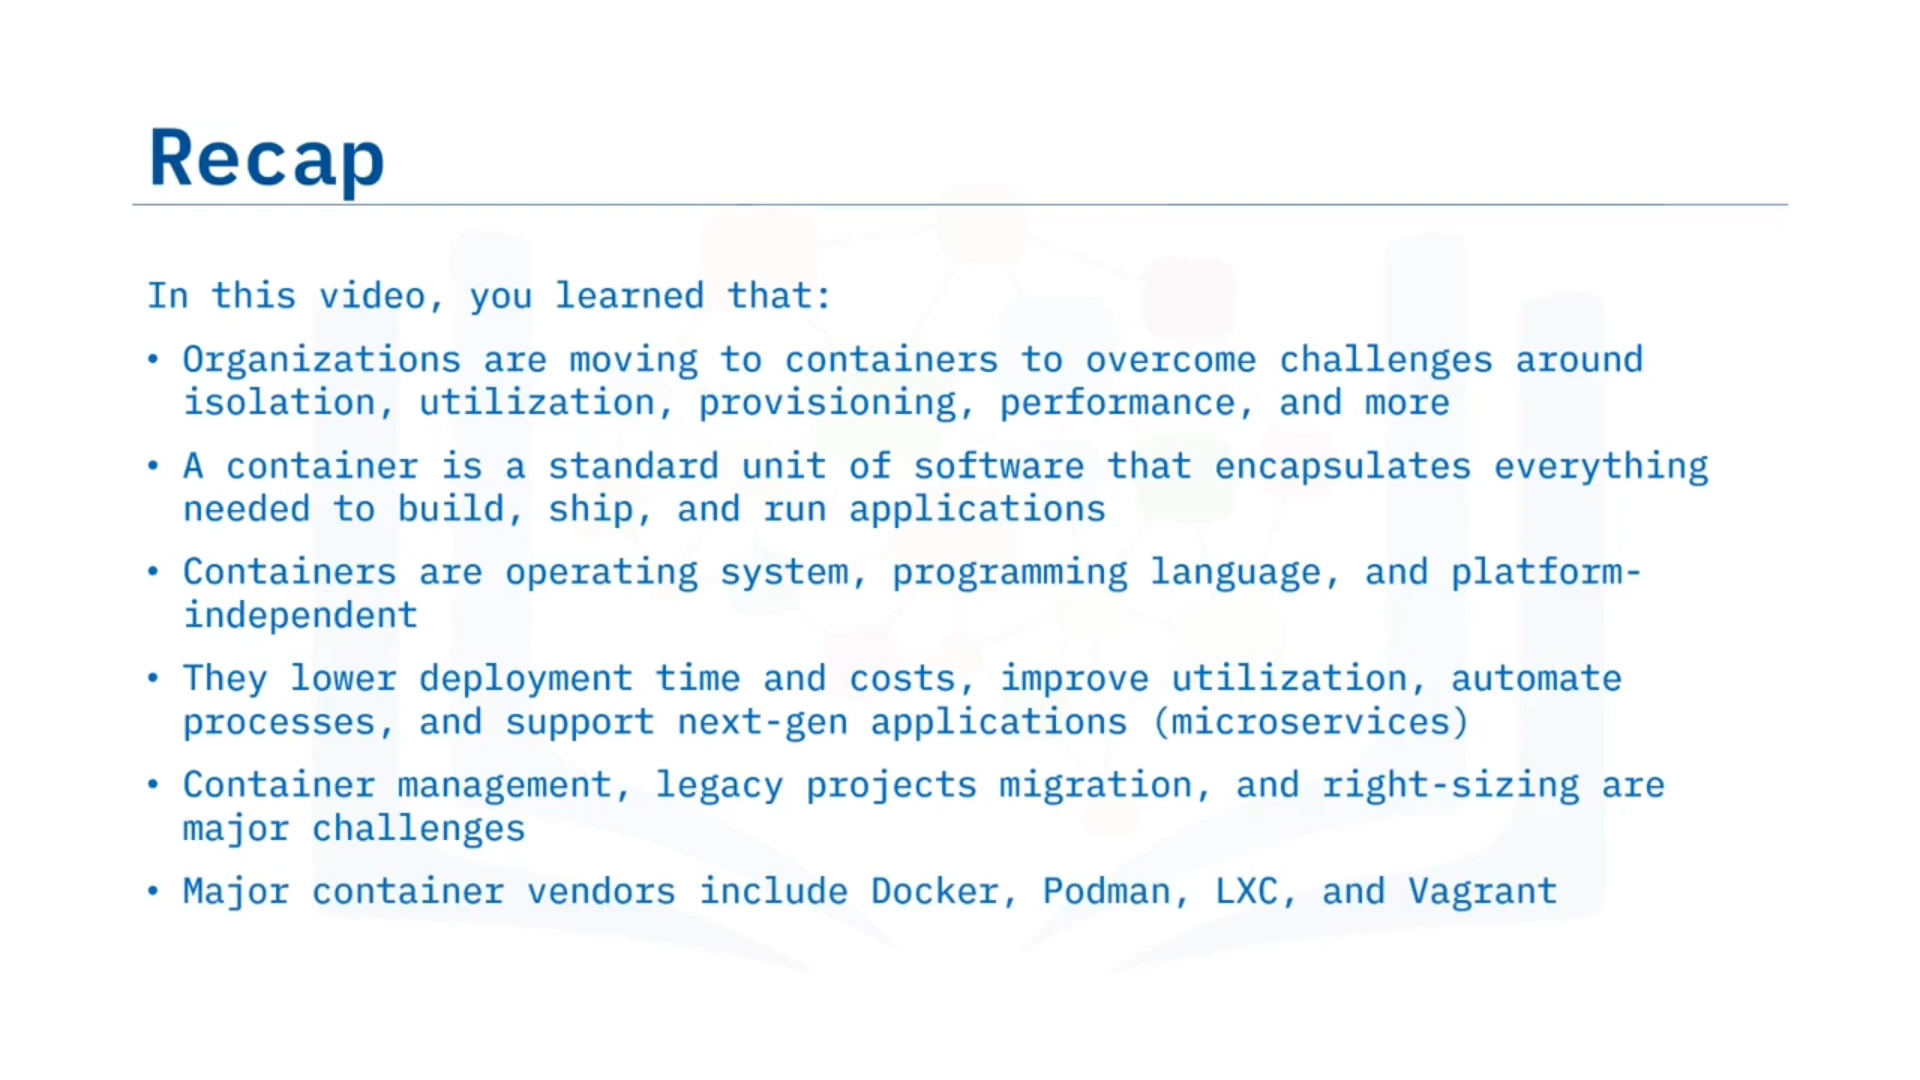 Recap
In this video, you learned that:
• Organizations are moving to containers to overcome challenges around
isolation, utilization, provisioning, performance, and more
• A container is a standard unit of software that encapsulates everything
needed to build, ship, and run applications
• Containers are operating system, programming language, and platform-
independent
• They lower deployment time and costs, improve utilization, automate
processes, and support next-gen applications (microservices)
• Container management, legacy projects migration, and right-sizing are
major challenges
• Major container vendors include Docker, Podman, LXC, and Vagrant